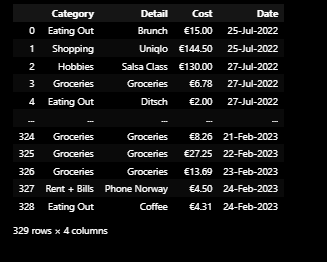 Category Detail Cost Date
0 Eating Out Brunch €15.00 25-Jul-2022
1 Shopping Uniqlo €144.50 25-Jul-2022
2 Hobbies Salsa Class €130.00 27-Jul-2022
3 Groceries Groceries €6.78 27-Jul-2022
4 Eating Out Ditsch €2.00 27-Jul-2022
... ... ... ... ...
324 Groceries Groceries €8.26 21-Feb-2023
325 Groceries Groceries €27.25 22-Feb-2023
326 Groceries Groceries €13.69 23-Feb-2023
327 Rent + Bills Phone Norway €4.50 24-Feb-2023
328 Eating Out Coffee €4.31 24-Feb-2023
329 rows × 4 columns